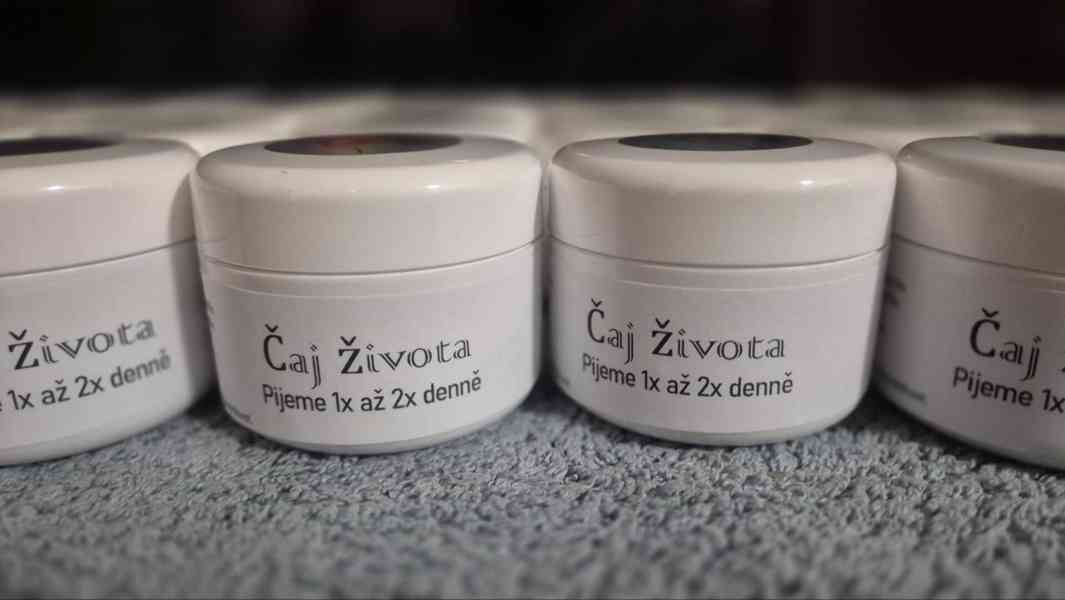 Života
1x až 2x denně
Čaj Života
Pijeme 1x až 2x denně
Čaj Života
Pijeme 1x až 2x denně
Čaj
Pijeme 1x